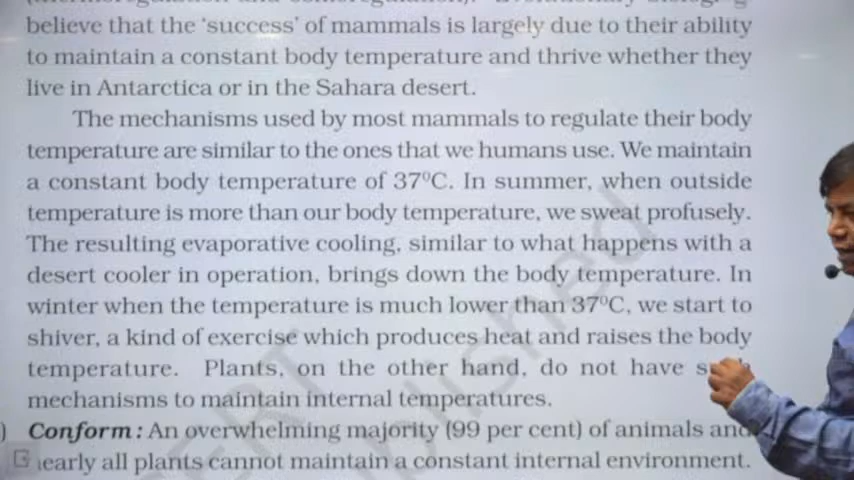 believe that the ‘success’ of mammals is largely due to their ability
to maintain a constant body temperature and thrive whether they
live in Antarctica or in the Sahara desert.
The mechanisms used by most mammals to regulate their body
temperature are similar to the ones that we humans use. We maintain
a constant body temperature of 37⁰C. In summer, when outside
temperature is more than our body temperature, we sweat profusely.
The resulting evaporative cooling, similar to what happens with a
desert cooler in operation, brings down the body temperature. In
winter when the temperature is much lower than 37⁰C, we start to
shiver, a kind of exercise which produces heat and raises the body
temperature. Plants, on the other hand, do not have
mechanisms to maintain internal temperatures.
) Conform: An overwhelming majority (99 per cent) of animals and
nearly all plants cannot maintain a constant internal environment.